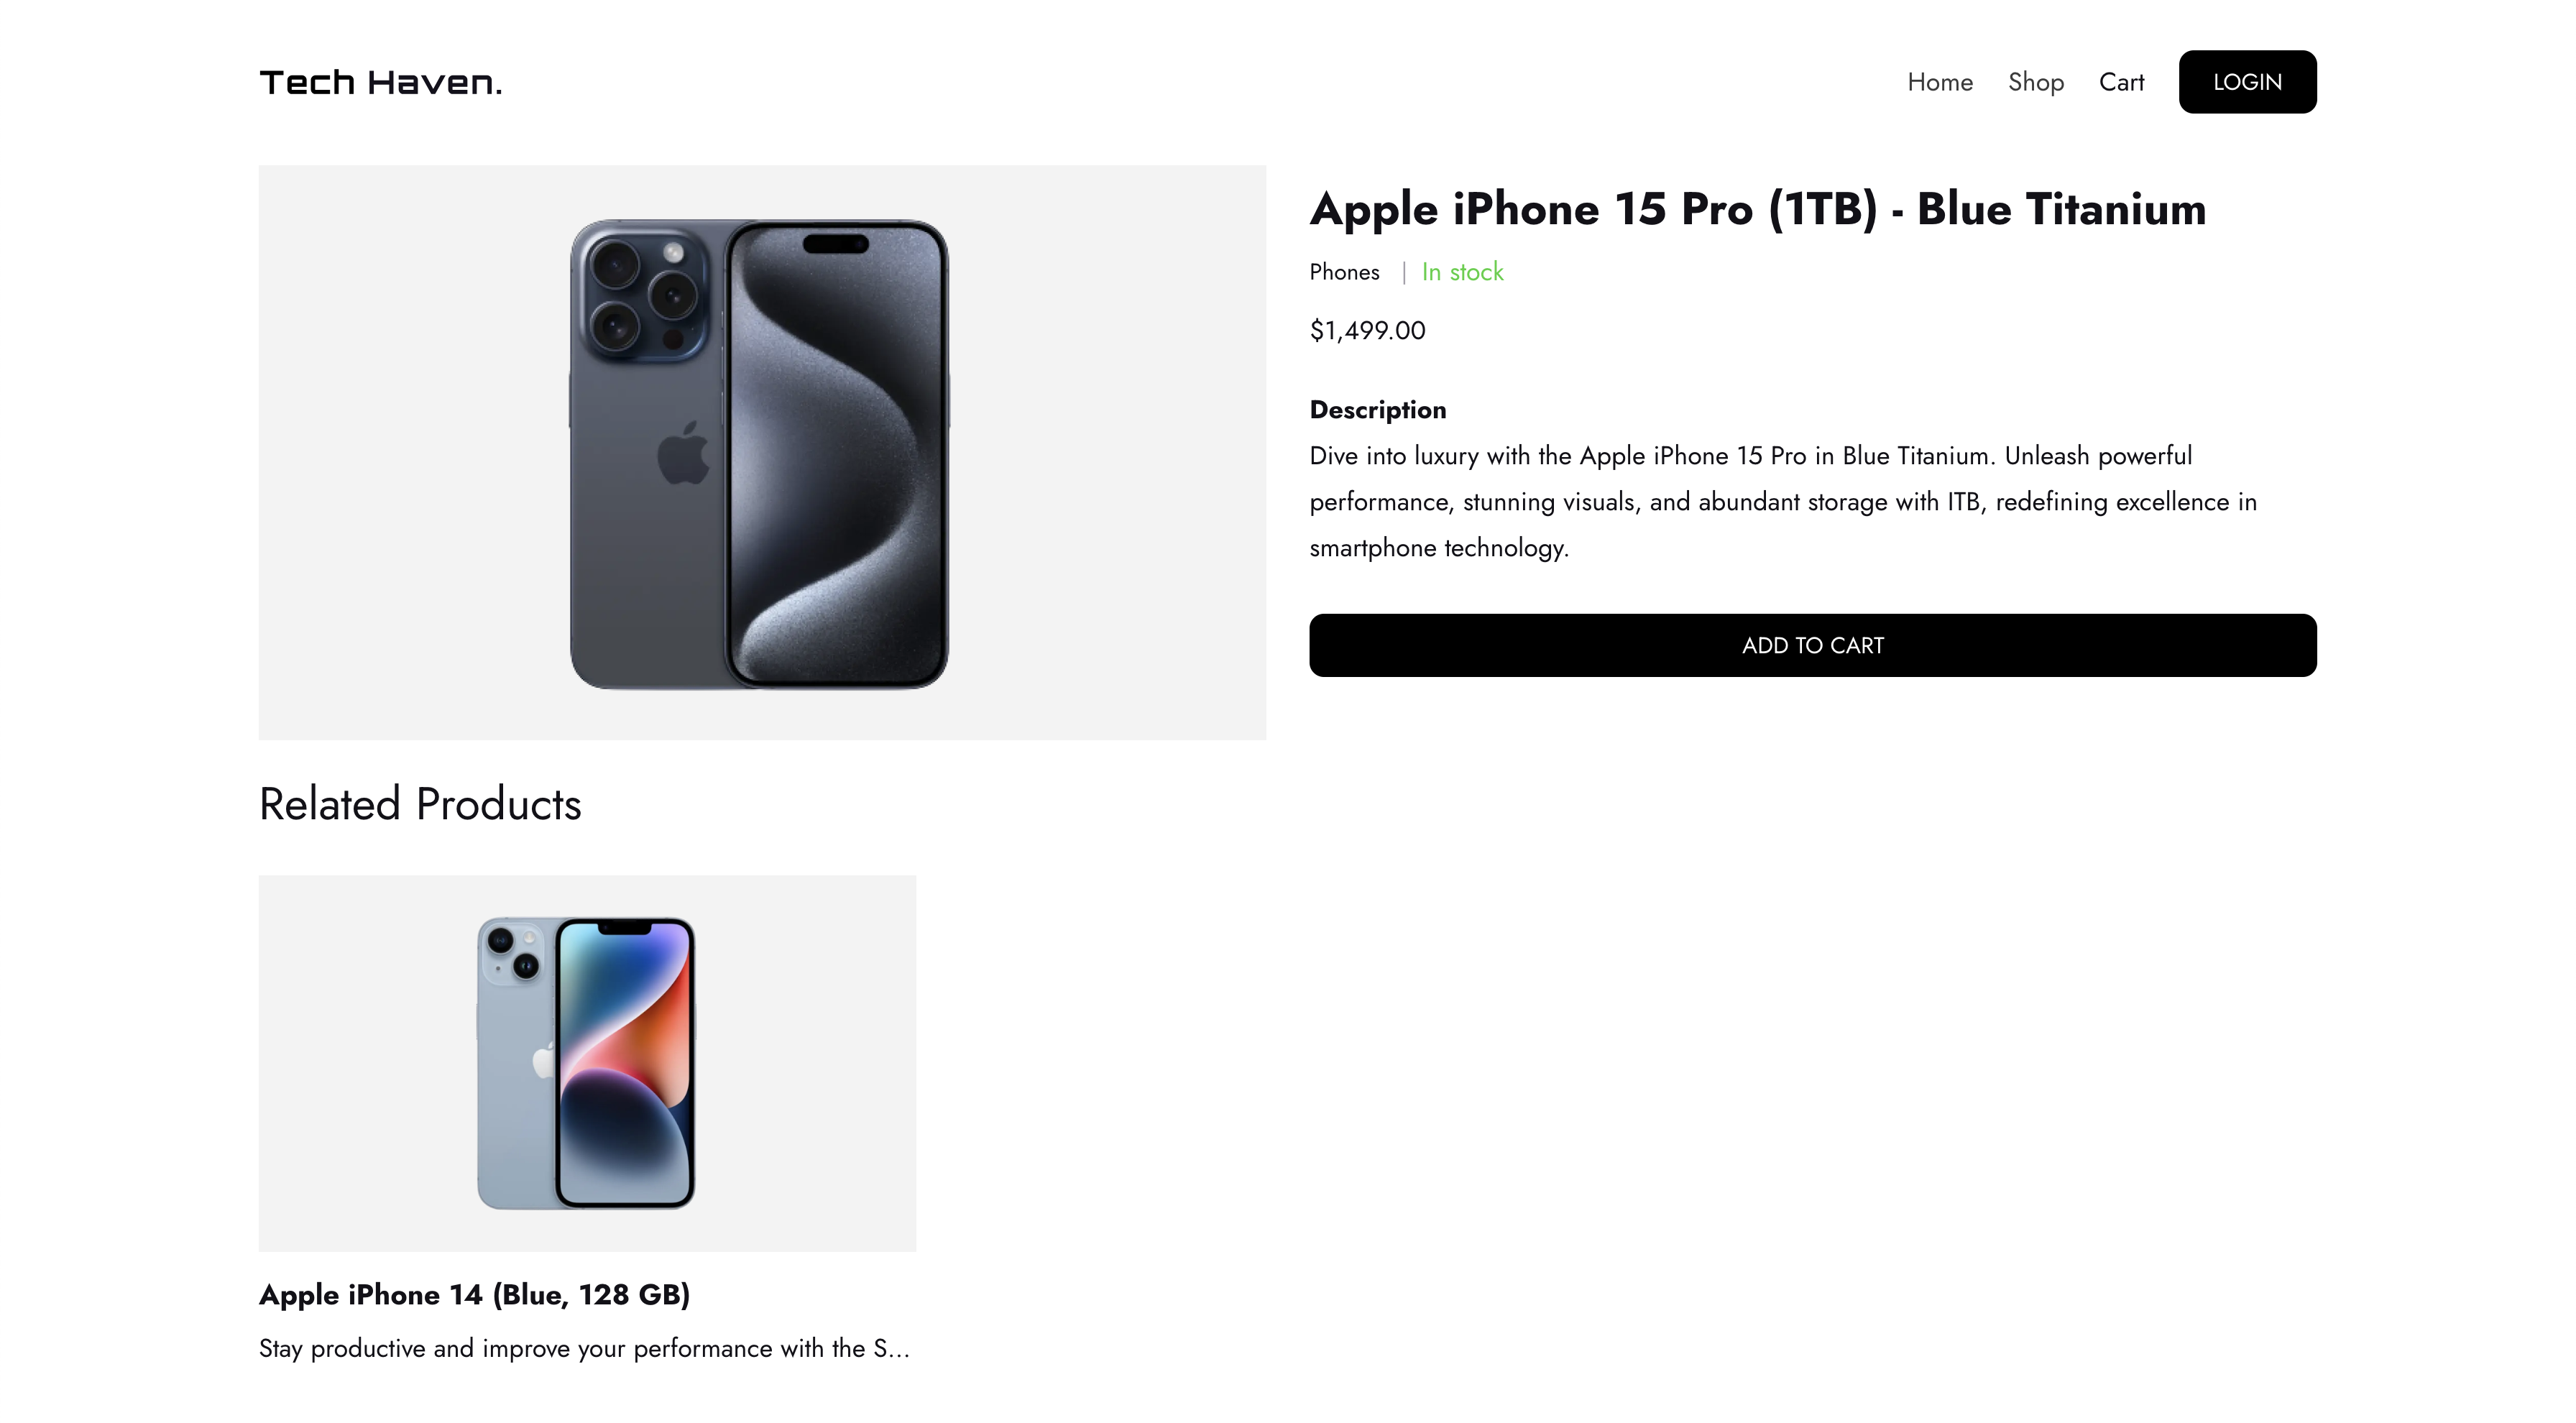 Tech Haven.
Home Shop Cart LOGIN
Apple iPhone 15 Pro (1TB) - Blue Titanium
Phones | In stock
$1,499.00
Description
Dive into luxury with the Apple iPhone 15 Pro in Blue Titanium. Unleash powerful
performance, stunning visuals, and abundant storage with ITB, redefining excellence in
smartphone technology.
ADD TO CART
Related Products
Apple iPhone 14 (Blue, 128 GB)
Stay productive and improve your performance with the S...